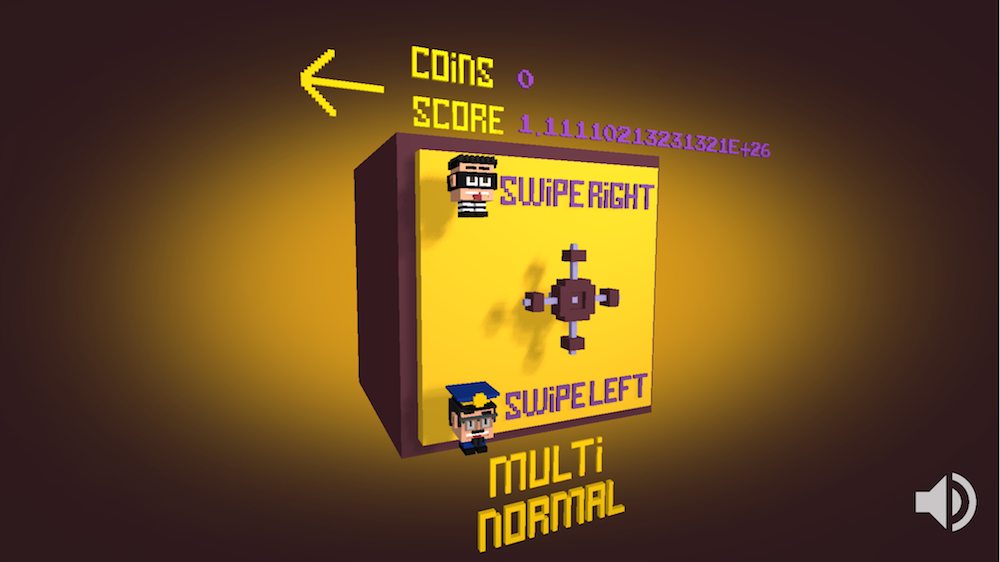 COiNS 0
SCORE 1.11110213231321E+26
SWiPE RiGHT
SWiPE LEFT
MULTi
NORMAL